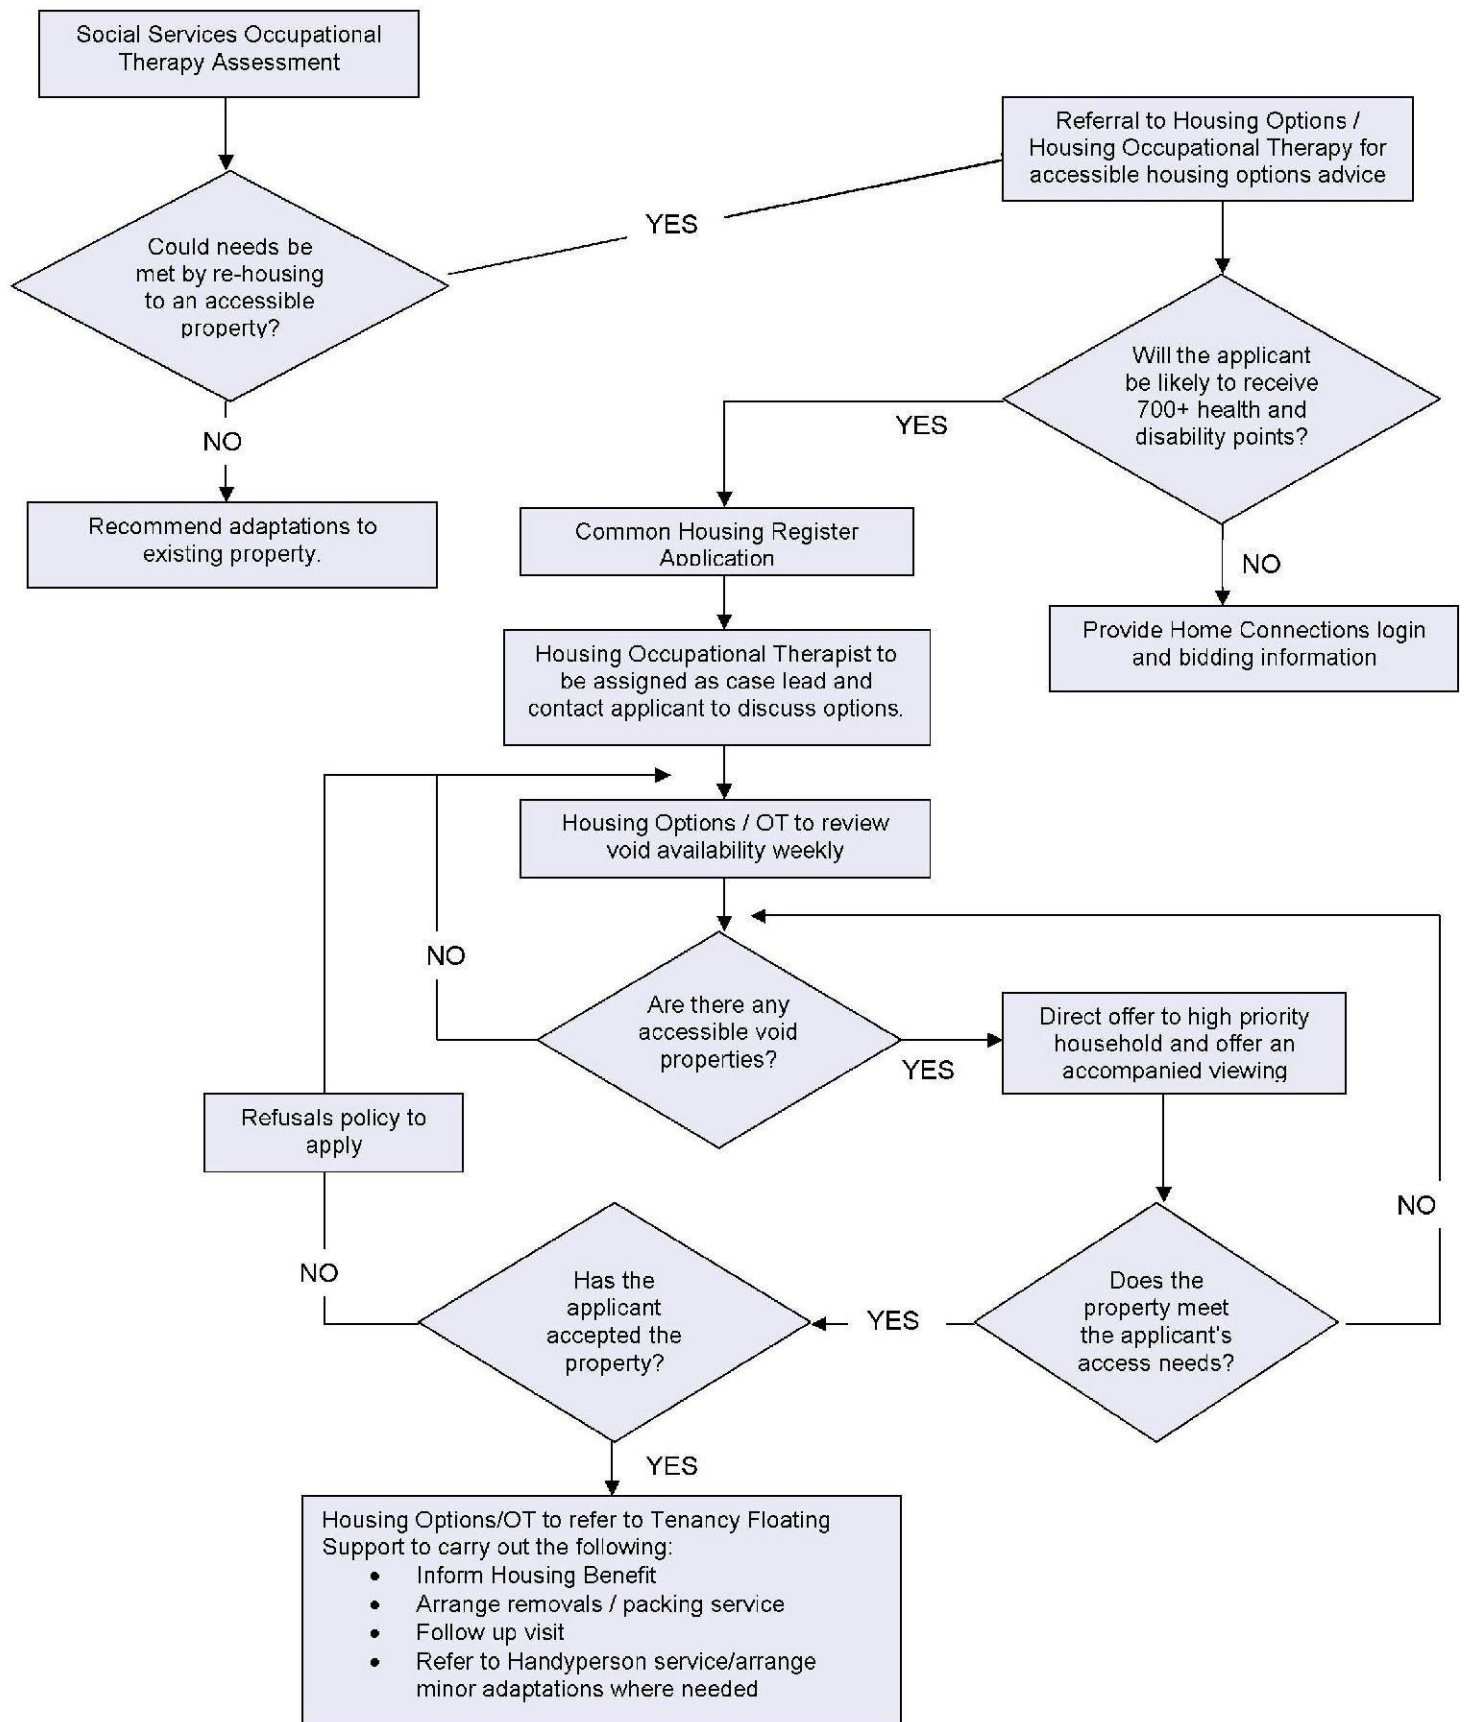 Social Services Occupational
Therapy Assessment
Referral to Housing Options /
Housing Occupational Therapy for
accessible housing options advice
YES
Could needs be
met by re-housing
to an accessible
property?
Will the applicant
be likely to receive
700+ health and
disability points?
YES
NO
Recommend adaptations to
existing property.
Common Housing Register
Application
NO
Provide Home Connections login
and bidding information
Housing Occupational Therapist to
be assigned as case lead and
contact applicant to discuss options.
Housing Options / OT to review
void availability weekly
NO
Are there any
accessible void
properties?
YES
Direct offer to high priority
household and offer an
accompanied viewing
Refusals policy to
apply
NO
NO
Has the
applicant
accepted the
property?
YES
Does the
property meet
the applicant's
access needs?
YES
Housing Options/OT to refer to Tenancy Floating
Support to carry out the following:
• Inform Housing Benefit
• Arrange removals / packing service
• Follow up visit
• Refer to Handyperson service/arrange
minor adaptations where needed